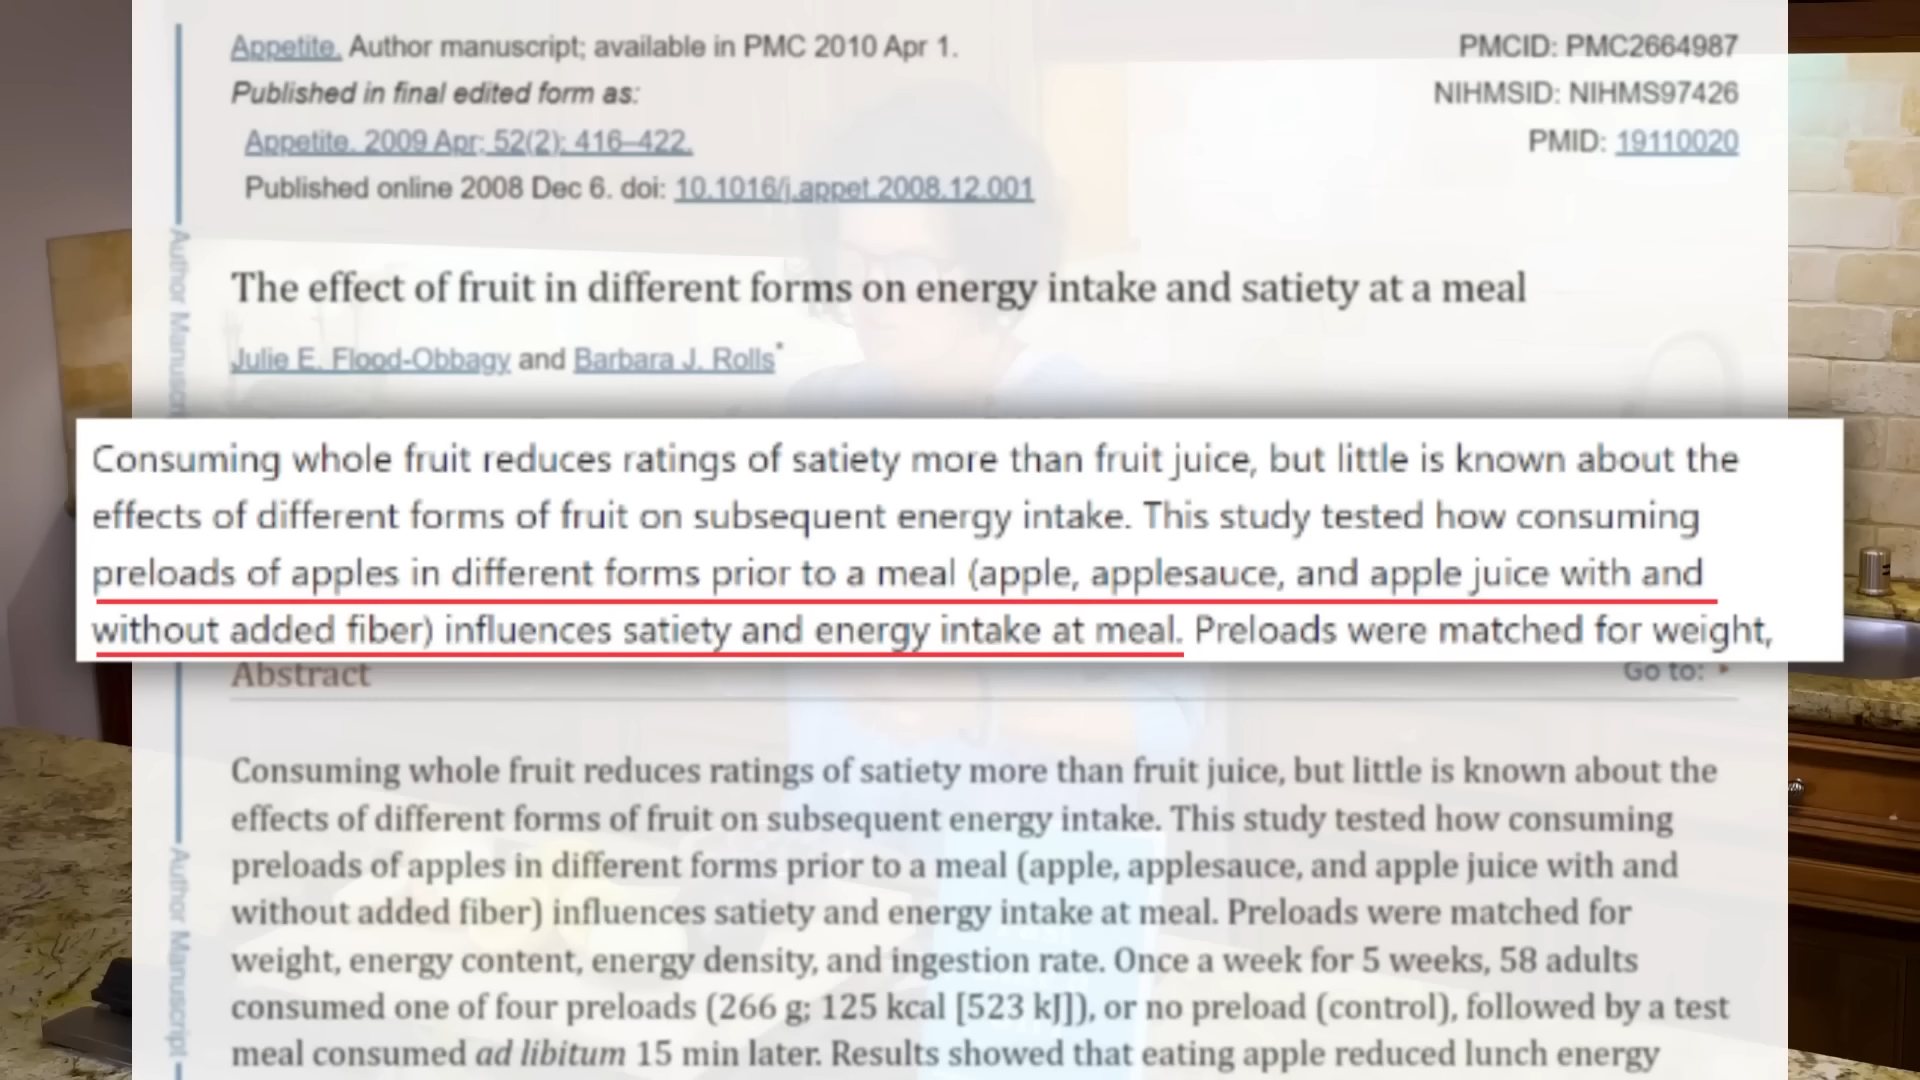 Appetite. Author manuscript; available in PMC 2010 Apr 1.
PMCID: PMC2664987
Published in final edited form as:
NIHMSID: NIHMS97426
Appetite. 2009 Apr; 52(2): 416–422.
PMID: 19110020
Published online 2008 Dec 6. doi: 10.1016/j.appet.2008.12.001
The effect of fruit in different forms on energy intake and satiety at a meal
Julie E. Flood-Obbagy and Barbara J. Rolls*
Author Manuscri
Consuming whole fruit reduces ratings of satiety more than fruit juice, but little is known about the
effects of different forms of fruit on subsequent energy intake. This study tested how consuming
preloads of apples in different forms prior to a meal (apple, applesauce, and apple juice with and
without added fiber) influences satiety and energy intake at meal. Preloads were matched for weight,
Abstract
Go to:
Consuming whole fruit reduces ratings of satiety more than fruit juice, but little is known about the
effects of different forms of fruit on subsequent energy intake. This study tested how consuming
preloads of apples in different forms prior to a meal (apple, applesauce, and apple juice with and
without added fiber) influences satiety and energy intake at meal. Preloads were matched for
weight, energy content, energy density, and ingestion rate. Once a week for 5 weeks, 58 adults
consumed one of four preloads (266 g; 125 kcal [523 kJ]), or no preload (control), followed by a test
meal consumed ad libitum 15 min later. Results showed that eating apple reduced lunch energy
Author Manuscript